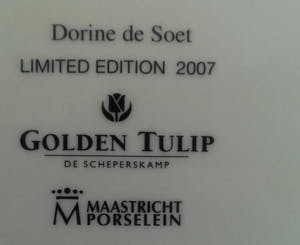 Dorine de Soet
LIMITED EDITION 2007
GOLDEN TULIP
DE SCHEPERSKAMP
M MAASTRICHT
PORSELEIN